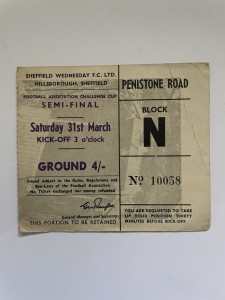 SHEFFIELD WEDNESDAY F.C. LTD.
HILLSBOROUGH, SHEFFIELD
FOOTBALL ASSOCIATION CHALLENGE CUP
SEMI-FINAL
Saturday 31st March
KICK-OFF 3 o'clock
GROUND 4/-
Issued subject to the Rules, Regulations and
Bye-Laws of the Football Association
No Ticket exchanged nor money refunded
General Manager and Secretary
THIS PORTION TO BE RETAINED
PENISTONE ROAD
BLOCK
N
No 10058
YOU ARE REQUESTED TO TAKE
UP YOUR POSITION THIRTY
MINUTES BEFORE KICK-OFF